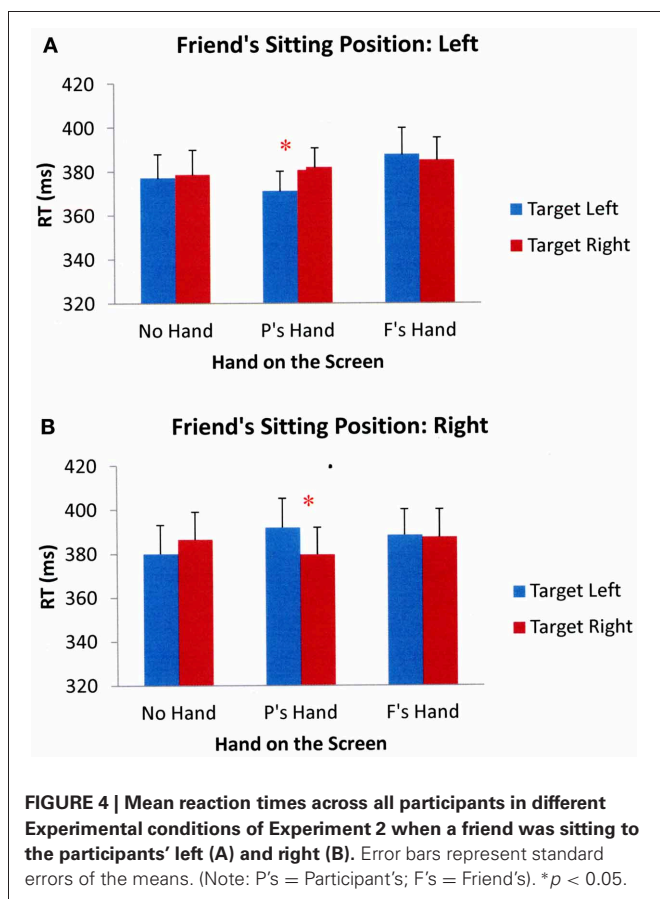 A
Friend's Sitting Position: Left
420
400
380
360
340
320
RT (ms)
*
Target Left
Target Right
No Hand P's Hand F's Hand
Hand on the Screen
B
Friend's Sitting Position: Right
420
400
380
360
340
320
RT (ms)
*
Target Left
Target Right
No Hand P's Hand F's Hand
Hand on the Screen
FIGURE 4 | Mean reaction times across all participants in different
Experimental conditions of Experiment 2 when a friend was sitting to
the participants’ left (A) and right (B). Error bars represent standard
errors of the means. (Note: P’s = Participant’s; F’s = Friend’s). *p < 0.05.